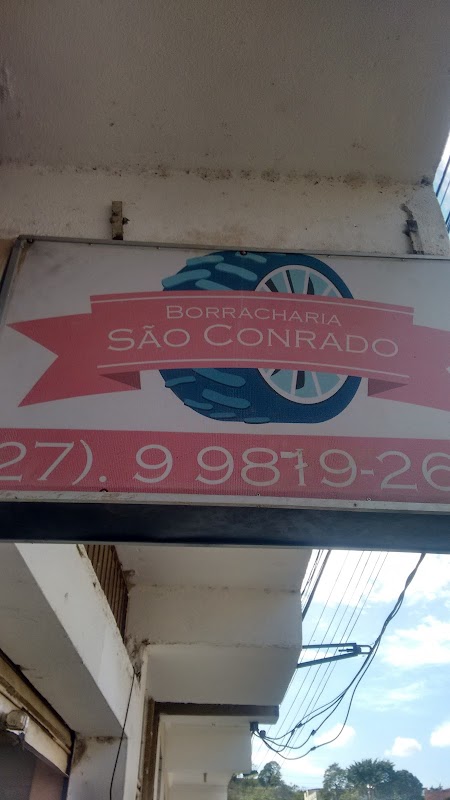 BORRACHARIA
SÃO CONRADO
27). 9 9819-26